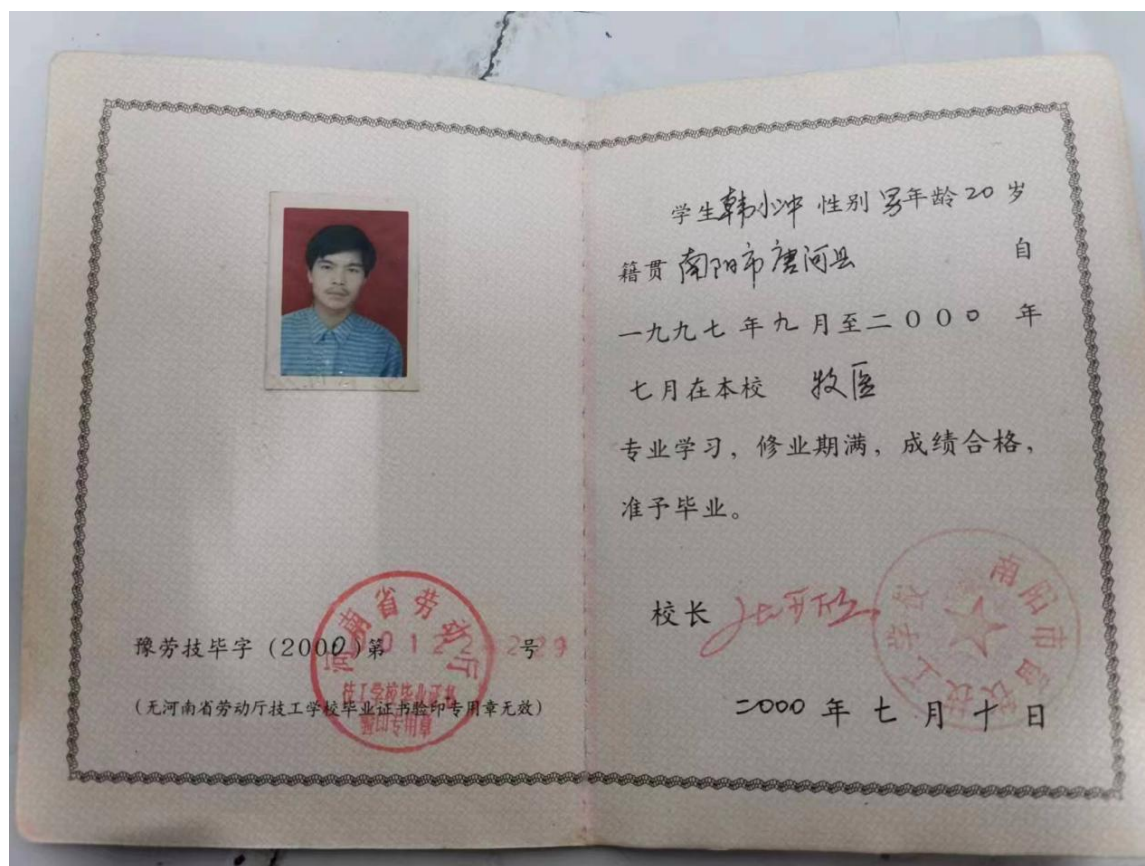 豫劳技毕字(2000)第 号
(无河南省劳动厅技工学校毕业证书验印专用章无效)
河南省劳动厅
技工学校毕业证书
验印专用章
学生韩小冲 性别 男年龄20岁
籍贯 南阳市唐河县 自
一九九七年九月至二000年
七月在本校 牧医
专业学习,修业期满,成绩合格,
准予毕业。
校长
二000年七月十日